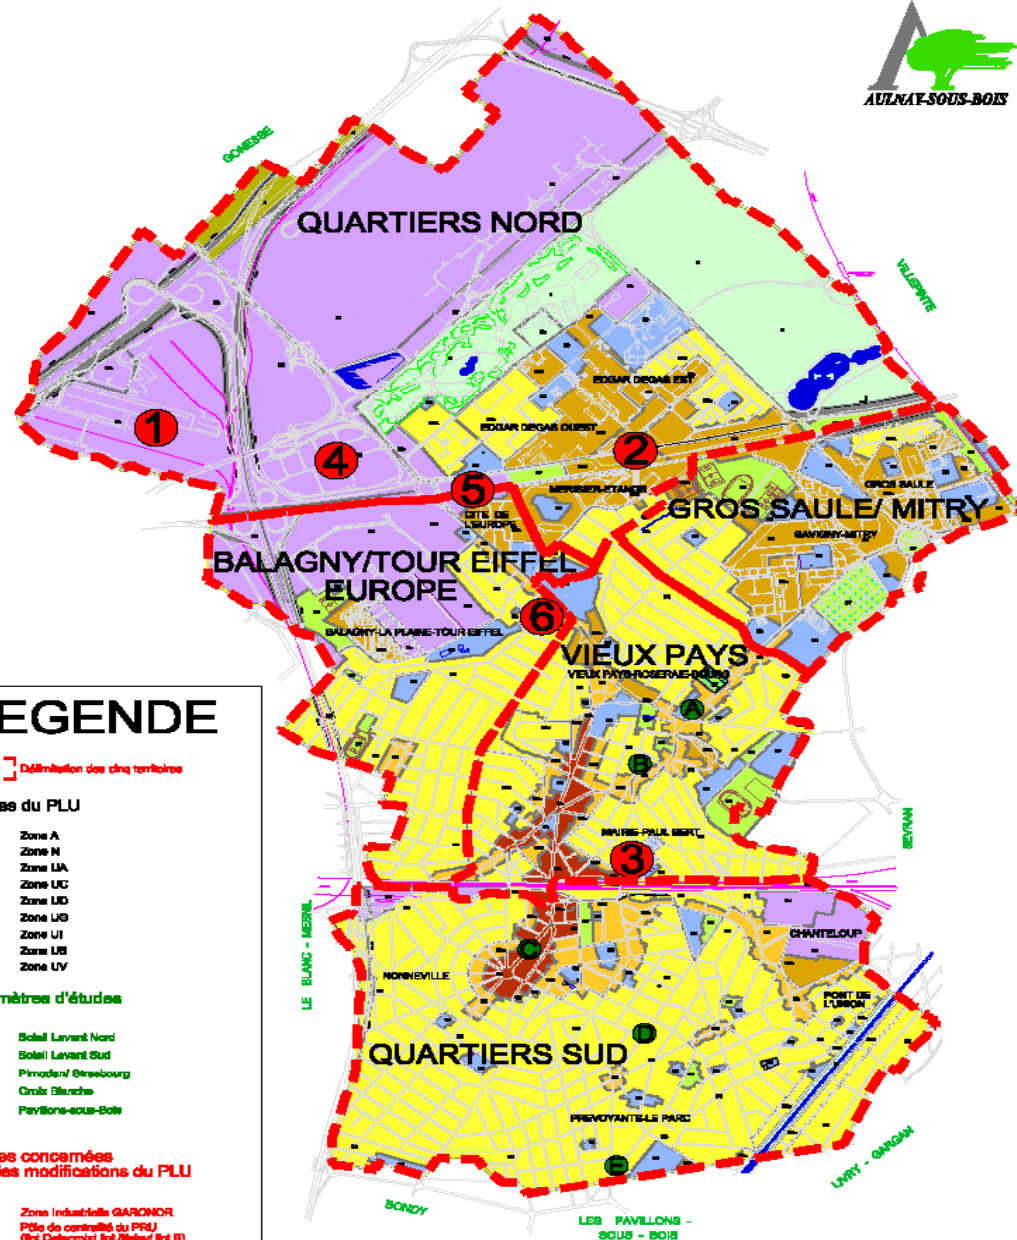 AULNAY-SOUS-BOIS
GONESSE
QUARTIERS NORD
VILLEPINTE
EDGAR DEGAS EST
1
EDGAR DEGAS OUEST
2
4
5
MERISIER-ETANGS
GROS SAULE
CITE DE
L'EUROPE
GROS SAULE/ MITRY
SAVIGNY-MITRY
BALAGNY/TOUR EIFFEL
EUROPE
6
BALAGNY-LA PLAINE-TOUR EIFFEL
VIEUX PAYS
VIEUX PAYS-ROSERAIE-BOURG
A
B
MAIRIE-PAUL BERT
3
SEVRAN
LE BLANC - MESNIL
CHANTELOUP
C
NONNEVILLE
PONT DE
L'UNION
D
QUARTIERS SUD
PREVOYANTS-LE PARC
E
LIVRY - GARGAN
BONDY
LES PAVILLONS -
SOUS - BOIS
EGENDE
Délimitation des cinq territoires
es du PLU
Zone A
Zone N
Zone UA
Zone UC
Zone UD
Zone UG
Zone UI
Zone US
Zone UV
mètres d'études
Soleil Levant Nord
Soleil Levant Sud
Pimodan/ Strasbourg
Croix Blanche
Pavillons-sous-Bois
es concernées
les modifications du PLU
Zone Industrielle GARONOR
Pôle de centralité du PRU